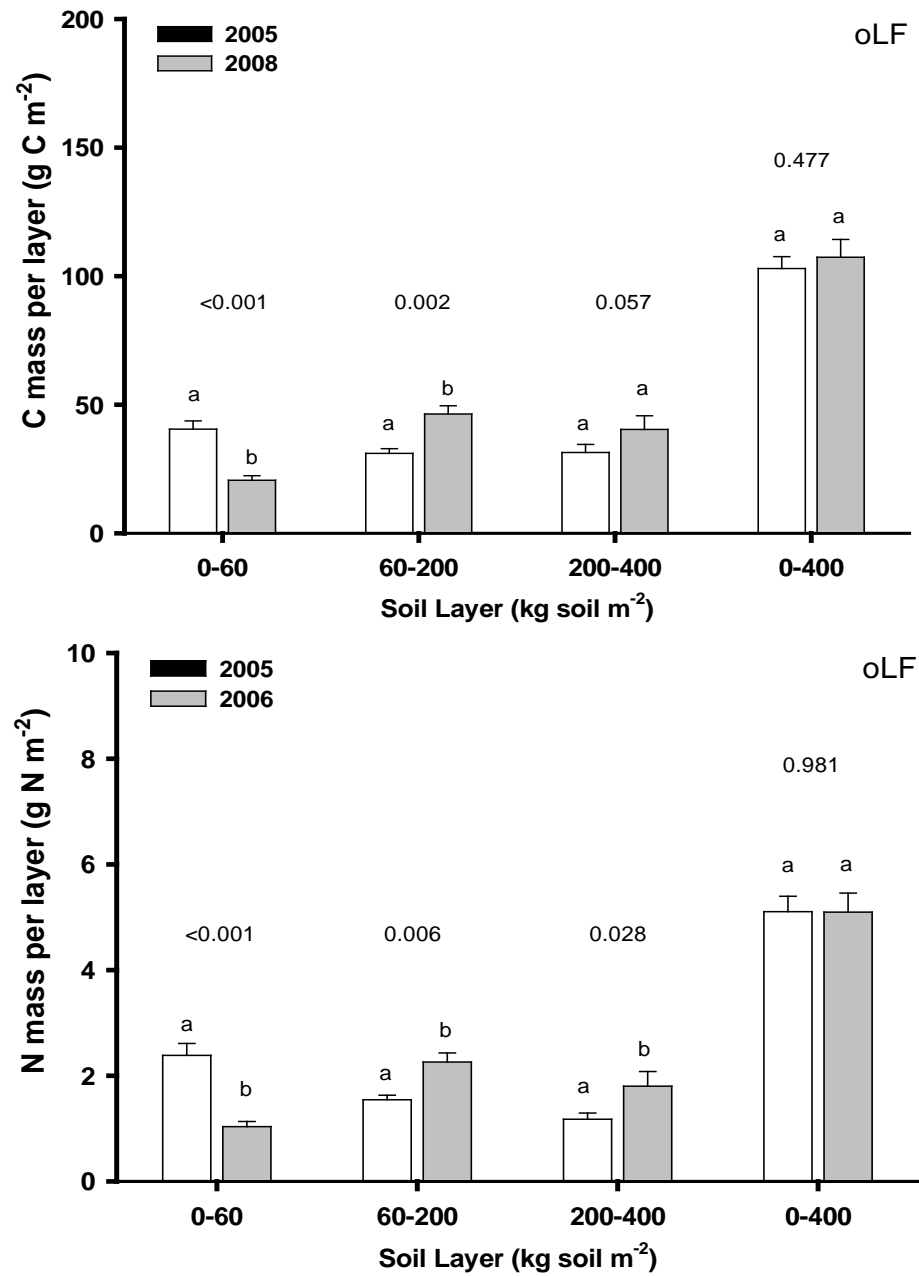 200
150
100
50
0
C mass per layer (g C m⁻²)
2005
2008
oLF
<0.001
0.002
0.057
0.477
a
b
a
b
a
a
a
a
0-60
60-200
200-400
0-400
Soil Layer (kg soil m⁻²)
10
8
6
4
2
0
N mass per layer (g N m⁻²)
2005
2006
oLF
<0.001
0.006
0.028
0.981
a
b
a
b
a
b
a
a
0-60
60-200
200-400
0-400
Soil Layer (kg soil m⁻²)